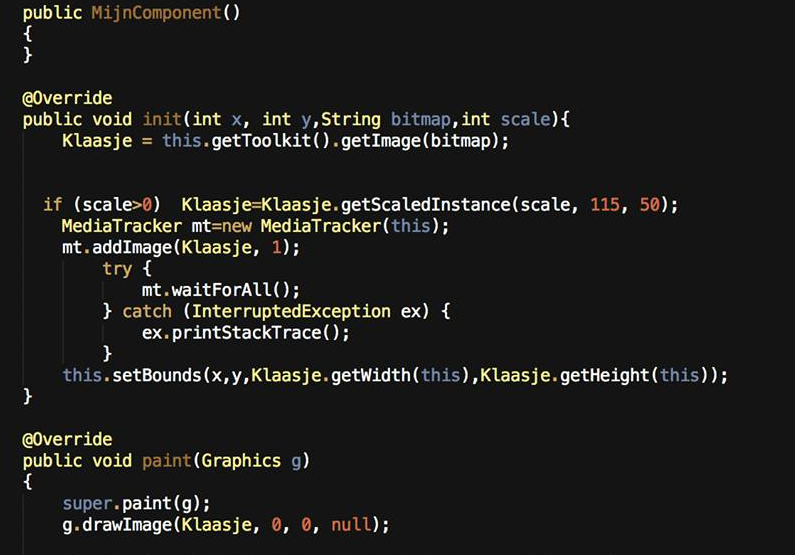 public MijnComponent()
{
}
@Override
public void init(int x, int y,String bitmap,int scale){
Klaasje = this.getToolkit().getImage(bitmap);
if (scale>0)  Klaasje=Klaasje.getScaledInstance(scale, 115, 50);
MediaTracker mt=new MediaTracker(this);
mt.addImage(Klaasje, 1);
try {
mt.waitForAll();
} catch (InterruptedException ex) {
ex.printStackTrace();
}
this.setBounds(x,y,Klaasje.getWidth(this),Klaasje.getHeight(this));
}
@Override
public void paint(Graphics g)
{
super.paint(g);
g.drawImage(Klaasje, 0, 0, null);